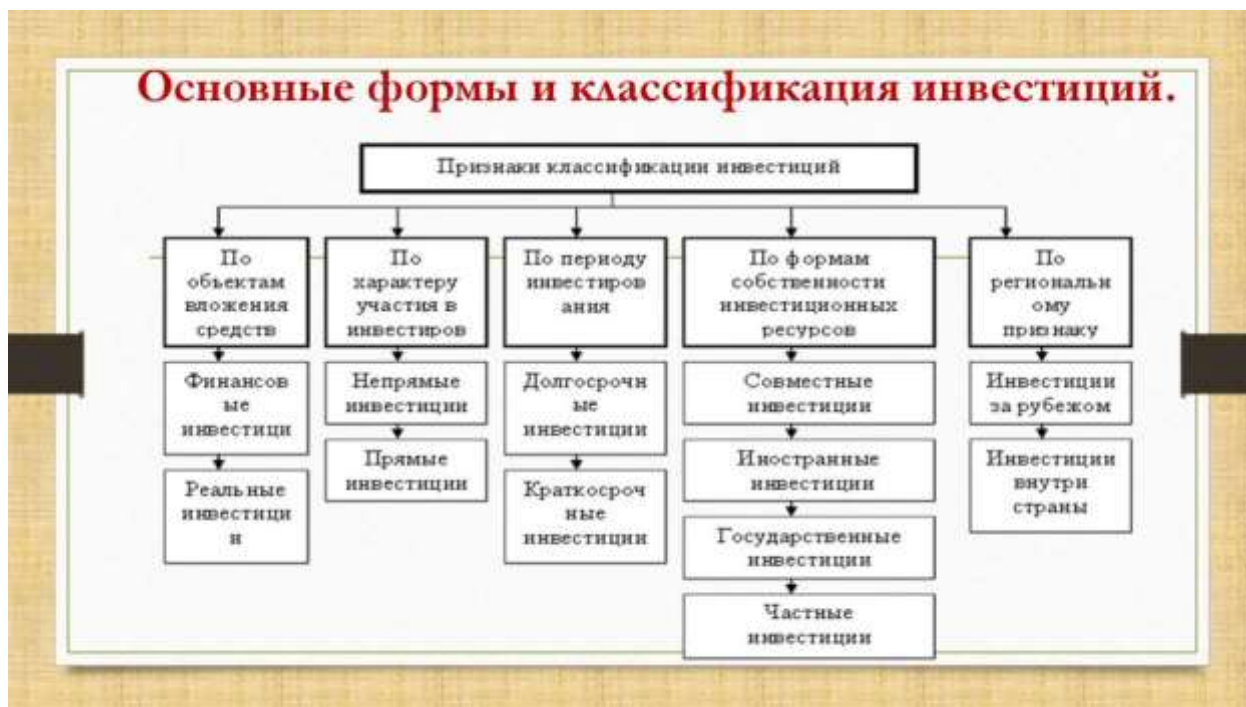 Основные формы и классификация инвестиций.
Признаки классификации инвестиций
По
объектам
вложения
средств
Финансов
ые
инвестици
Реальные
инвестици
и
По
характеру
участия в
инвестиров
Непрямые
инвестиции
Прямые
инвестиции
По периоду
инвестиров
ания
Долгосрочн
ые
инвестиции
Краткосроч
ные
инвестиции
По формам
собственности
инвестиционных
ресурсов
Совместные
инвестиции
Иностранные
инвестиции
Государственные
инвестиции
Частные
инвестиции
По
региональн
ому
признаку
Инвестиции
за рубежом
Инвестиции
внутри
страны